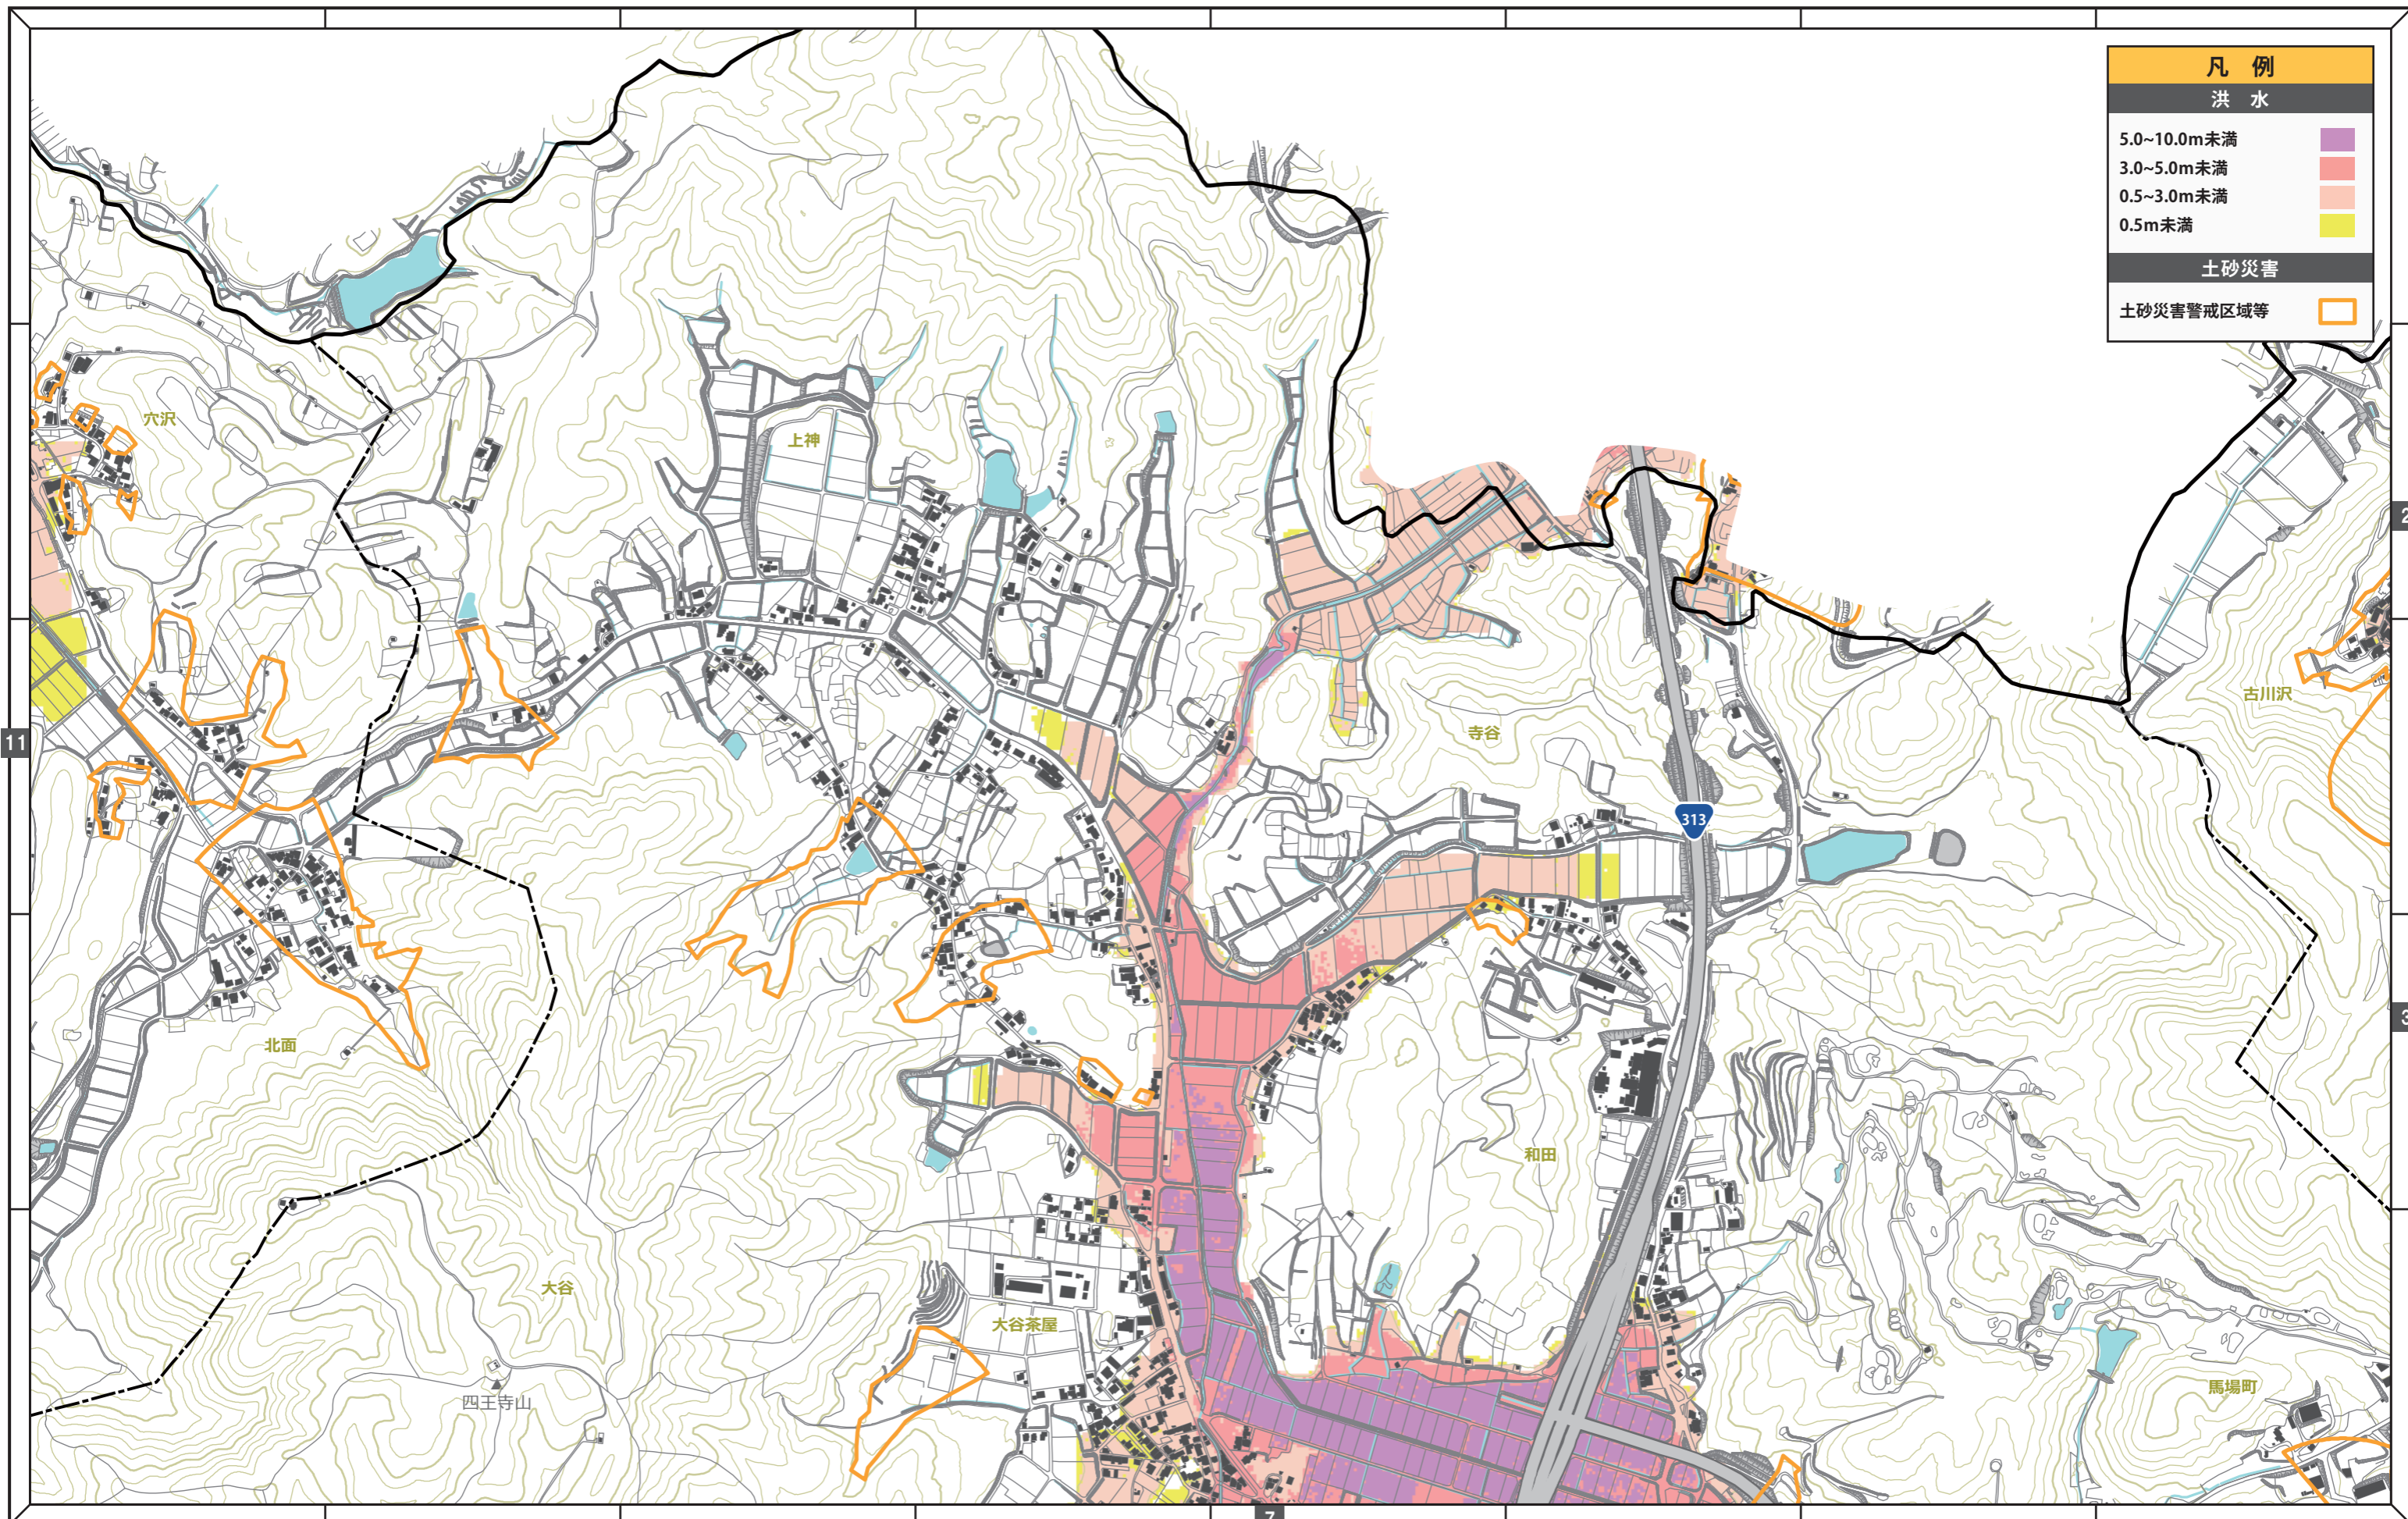 凡 例
洪 水
5.0~10.0m未満
3.0~5.0m未満
0.5~3.0m未満
0.5m未満
土砂災害
土砂災害警戒区域等
穴沢
上神
2
古川沢
寺谷
11
313
3
北面
和田
大谷
大谷茶屋
馬場町
四王寺山
7